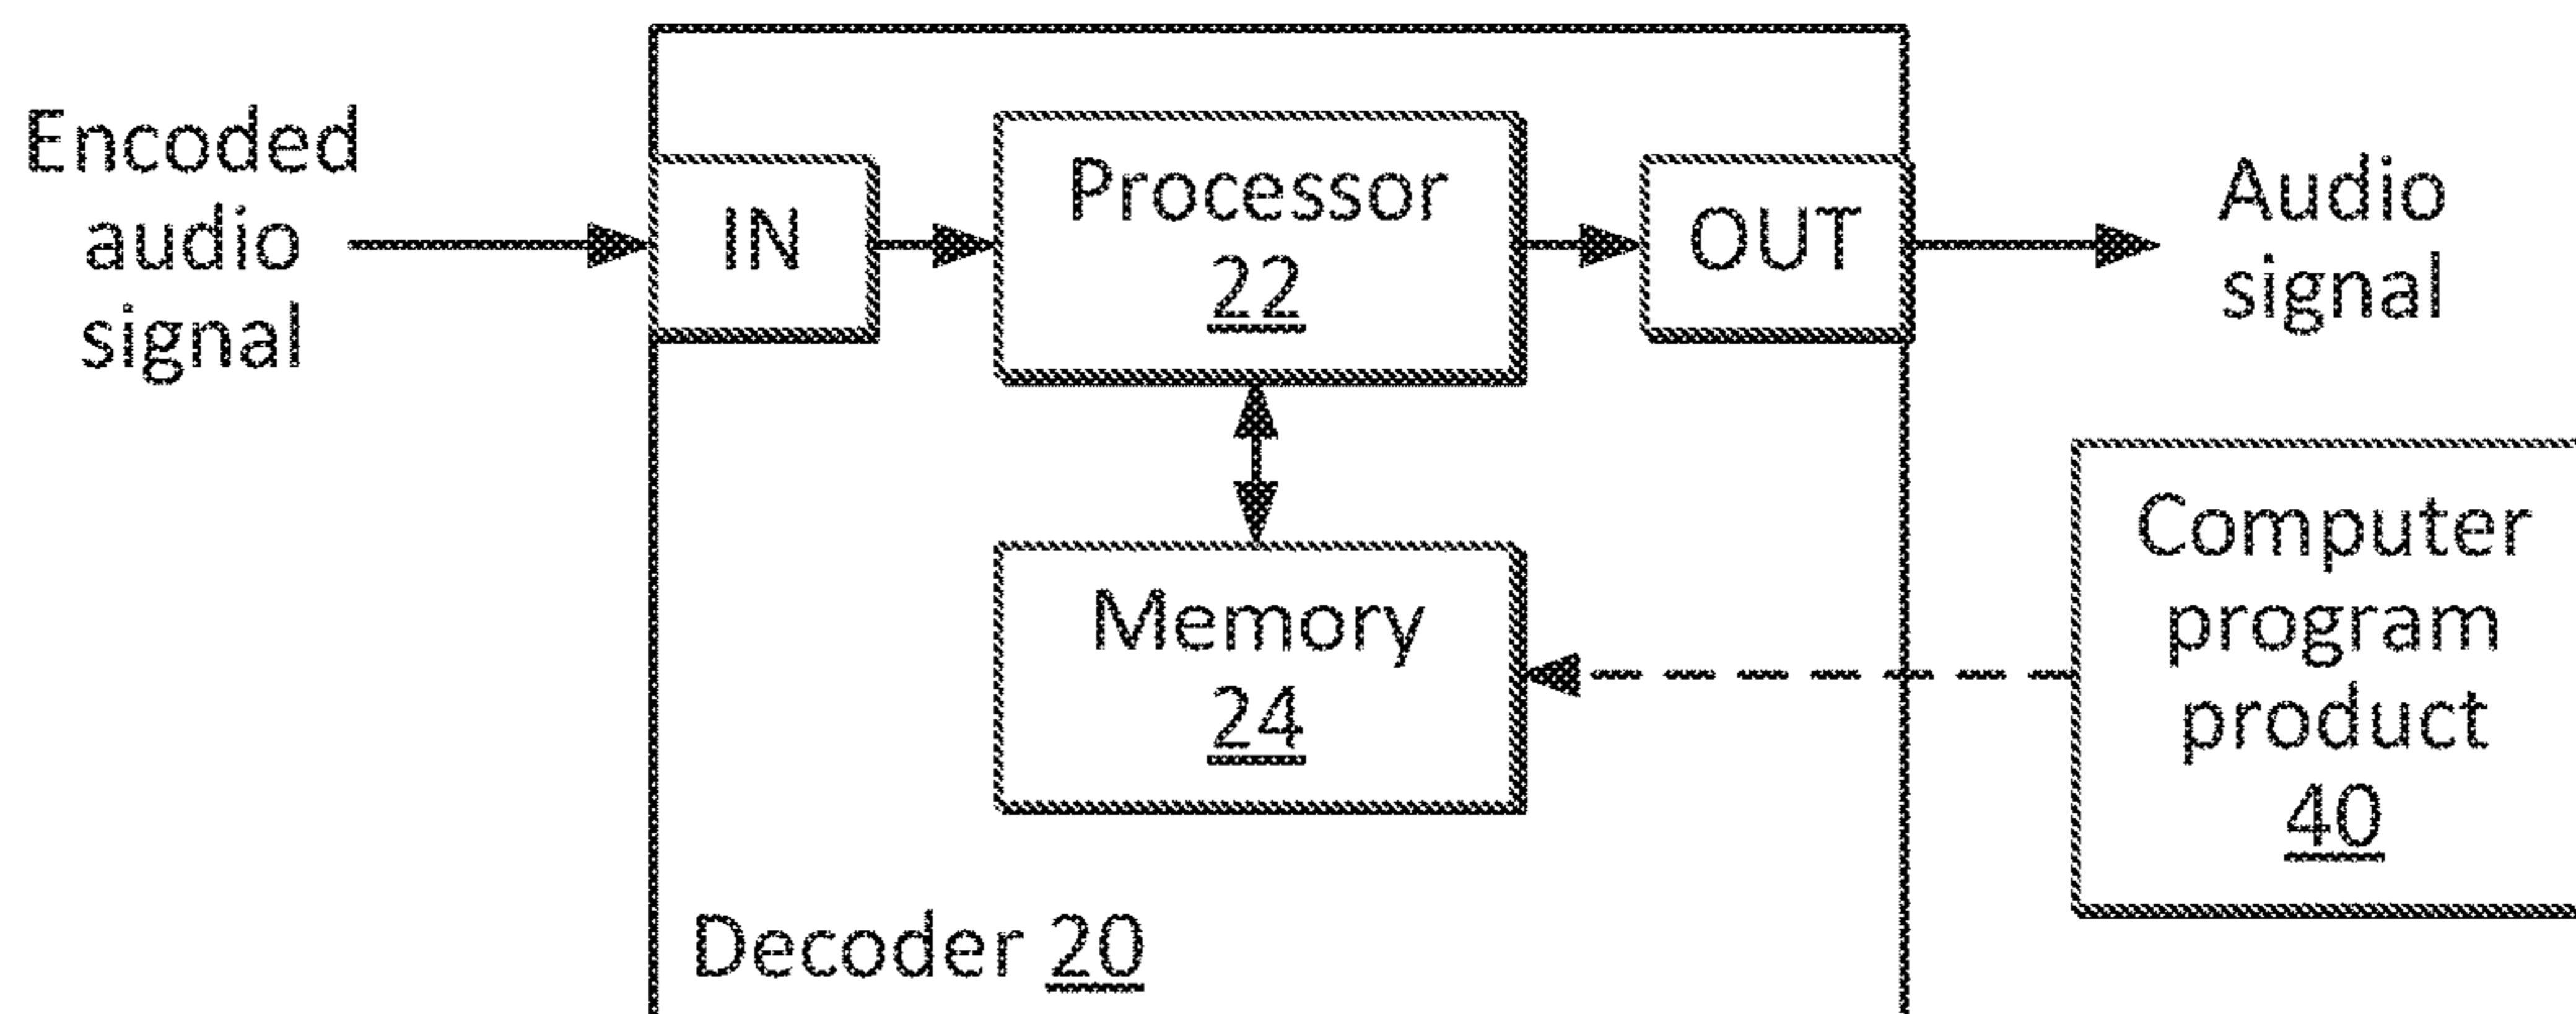 Encoded
audio
signal
IN
Processor
22
OUT
Audio
signal
Memory
24
Computer
program
product
40
Decoder 20